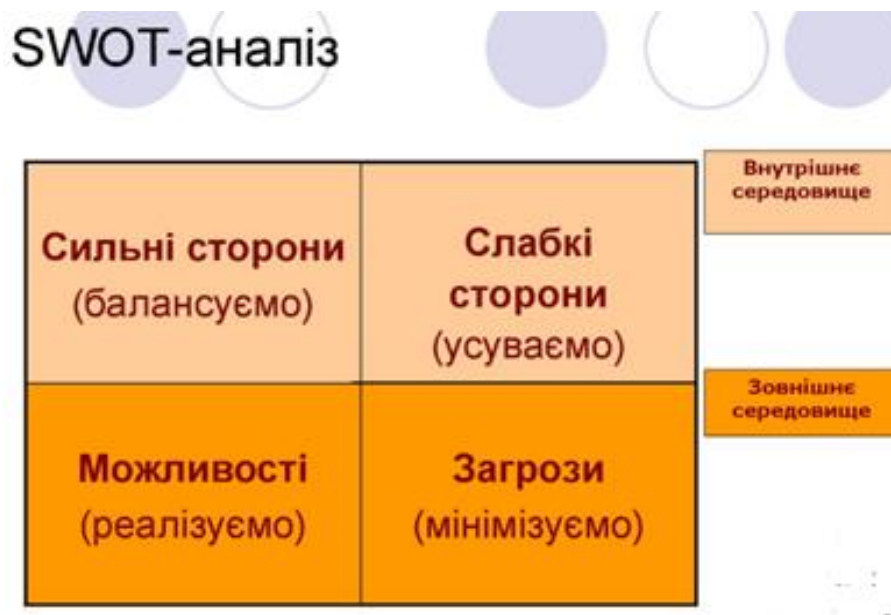 SWOT-аналіз
Внутрішнє
середовище
Сильні сторони
(балансуємо)
Слабкі
сторони
(усуваємо)
Зовнішнє
середовище
Можливості
(реалізуємо)
Загрози
(мінімізуємо)